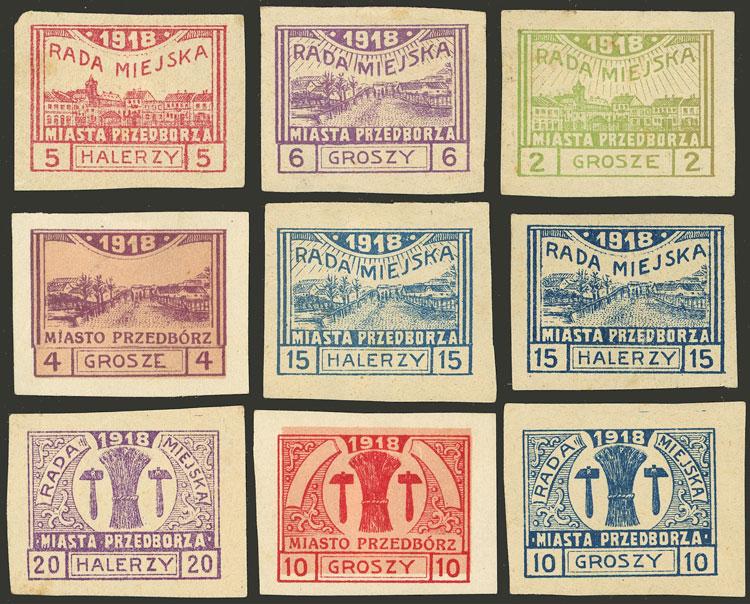 1918
RADA MIEJSKA
MIASTA PRZEDBORZA
5 HALERZY 5
1918
RADA MIEJSKA
MIASTA PRZEDBORZA
6 GROSZY 6
1918
RADA MIEJSKA
MIASTA PRZEDBORZA
2 GROSZE 2
1918
MIASTO PRZEDBÓRZ
4 GROSZE 4
1918
RADA MIEJSKA
MIASTA PRZEDBORZA
15 HALERZY 15
1918
RADA MIEJSKA
MIASTA PRZEDBORZA
15 HALERZY 15
1918
RADA MIEJSKA
MIASTA PRZEDBORZA
20 HALERZY 20
1918
MIASTO PRZEDBÓRZ
10 GROSZY 10
1918
RADA MIEJSKA
MIASTA PRZEDBORZA
10 GROSZY 10